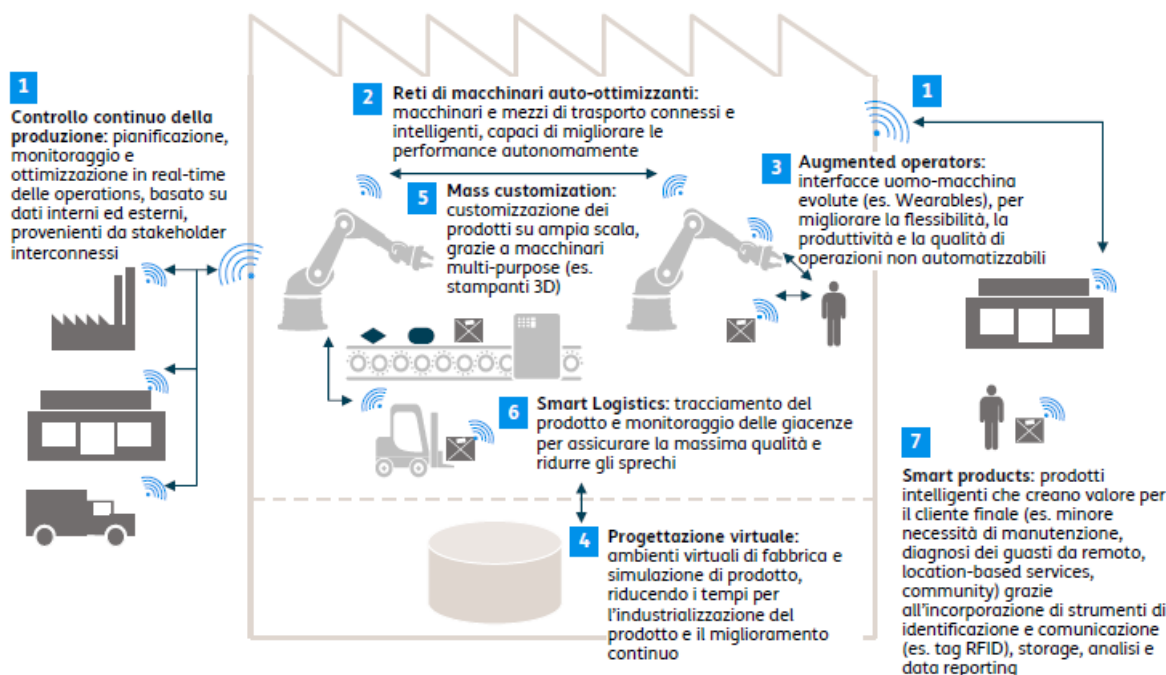 1
Controllo continuo della
produzione: pianificazione,
monitoraggio e
ottimizzazione in real-time
delle operations, basato su
dati interni ed esterni,
provenienti da stakeholder
interconnessi
2
Reti di macchinari auto-ottimizzanti:
macchinari e mezzi di trasporto connessi e
intelligenti, capaci di migliorare le
performance autonomamente
1
5
Mass customization:
customizzazione dei
prodotti su ampia scala,
grazie a macchinari
multi-purpose (es.
stampanti 3D)
3
Augmented operators:
interfacce uomo-macchina
evolute (es. Wearables), per
migliorare la flessibilità, la
produttività e la qualità di
operazioni non automatizzabili
6
Smart Logistics: tracciamento del
prodotto e monitoraggio delle giacenze
per assicurare la massima qualità e
ridurre gli sprechi
4
Progettazione virtuale:
ambienti virtuali di fabbrica e
simulazione di prodotto,
riducendo i tempi per
l'industrializzazione del
prodotto e il miglioramento
continuo
7
Smart products: prodotti
intelligenti che creano valore per
il cliente finale (es. minore
necessità di manutenzione,
diagnosi dei guasti da remoto,
location-based services,
community) grazie
all'incorporazione di strumenti di
identificazione e comunicazione
(es. tag RFID), storage, analisi e
data reporting